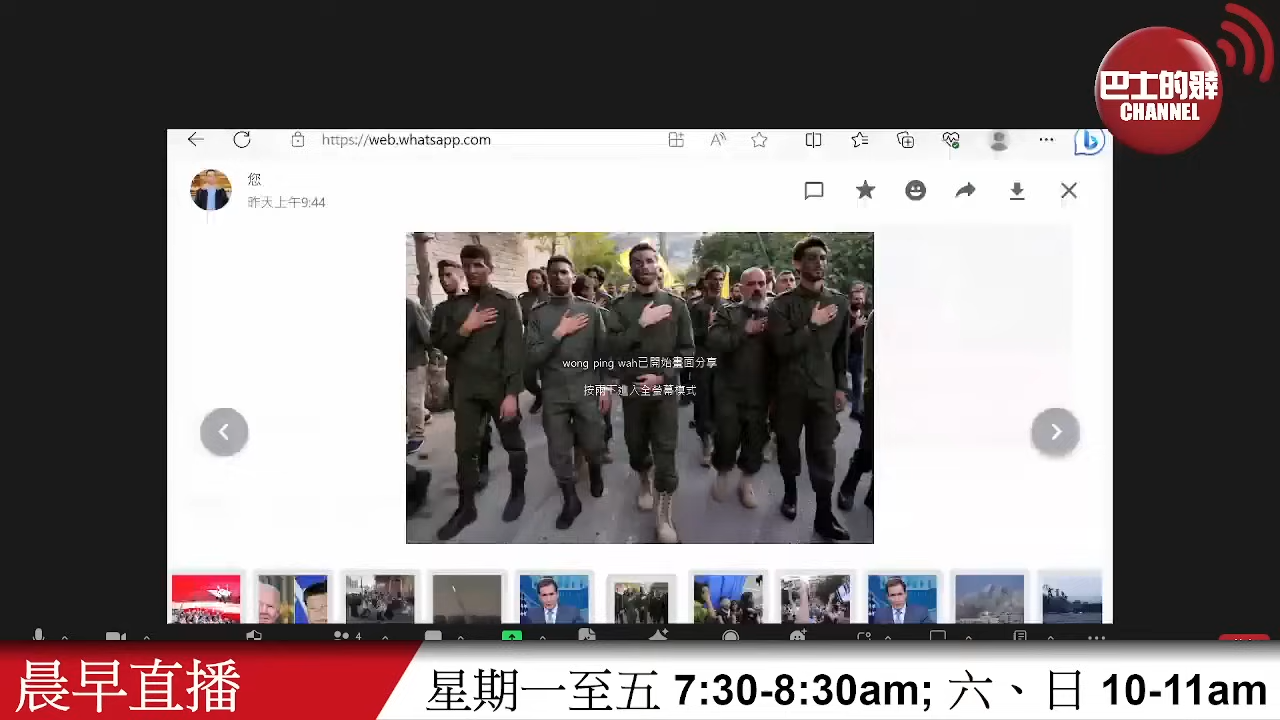 巴士的報
CHANNEL
https://web.whatsapp.com
您
昨天上午9:44
wong ping wah已開始畫面分享
按兩下進入全螢幕模式
4
晨早直播
星期一至五 7:30-8:30am; 六、日 10-11am